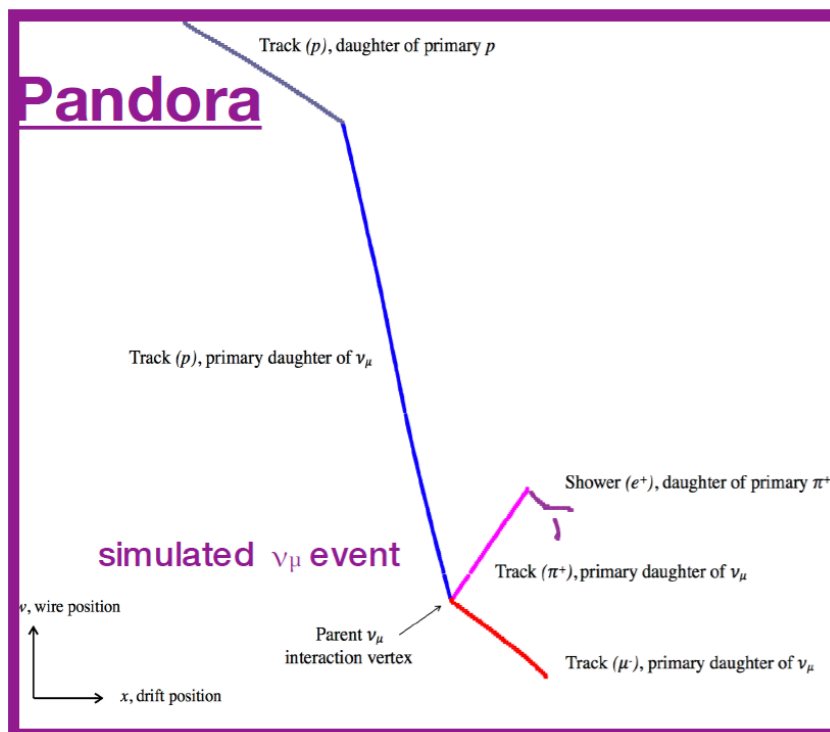 Track (p), daughter of primary p
Pandora
Track (p), primary daughter of νμ
Shower (e+), daughter of primary π+
simulated νμ event
Track (π+), primary daughter of νμ
w, wire position
Parent νμ
interaction vertex
Track (μ-), primary daughter of νμ
x, drift position